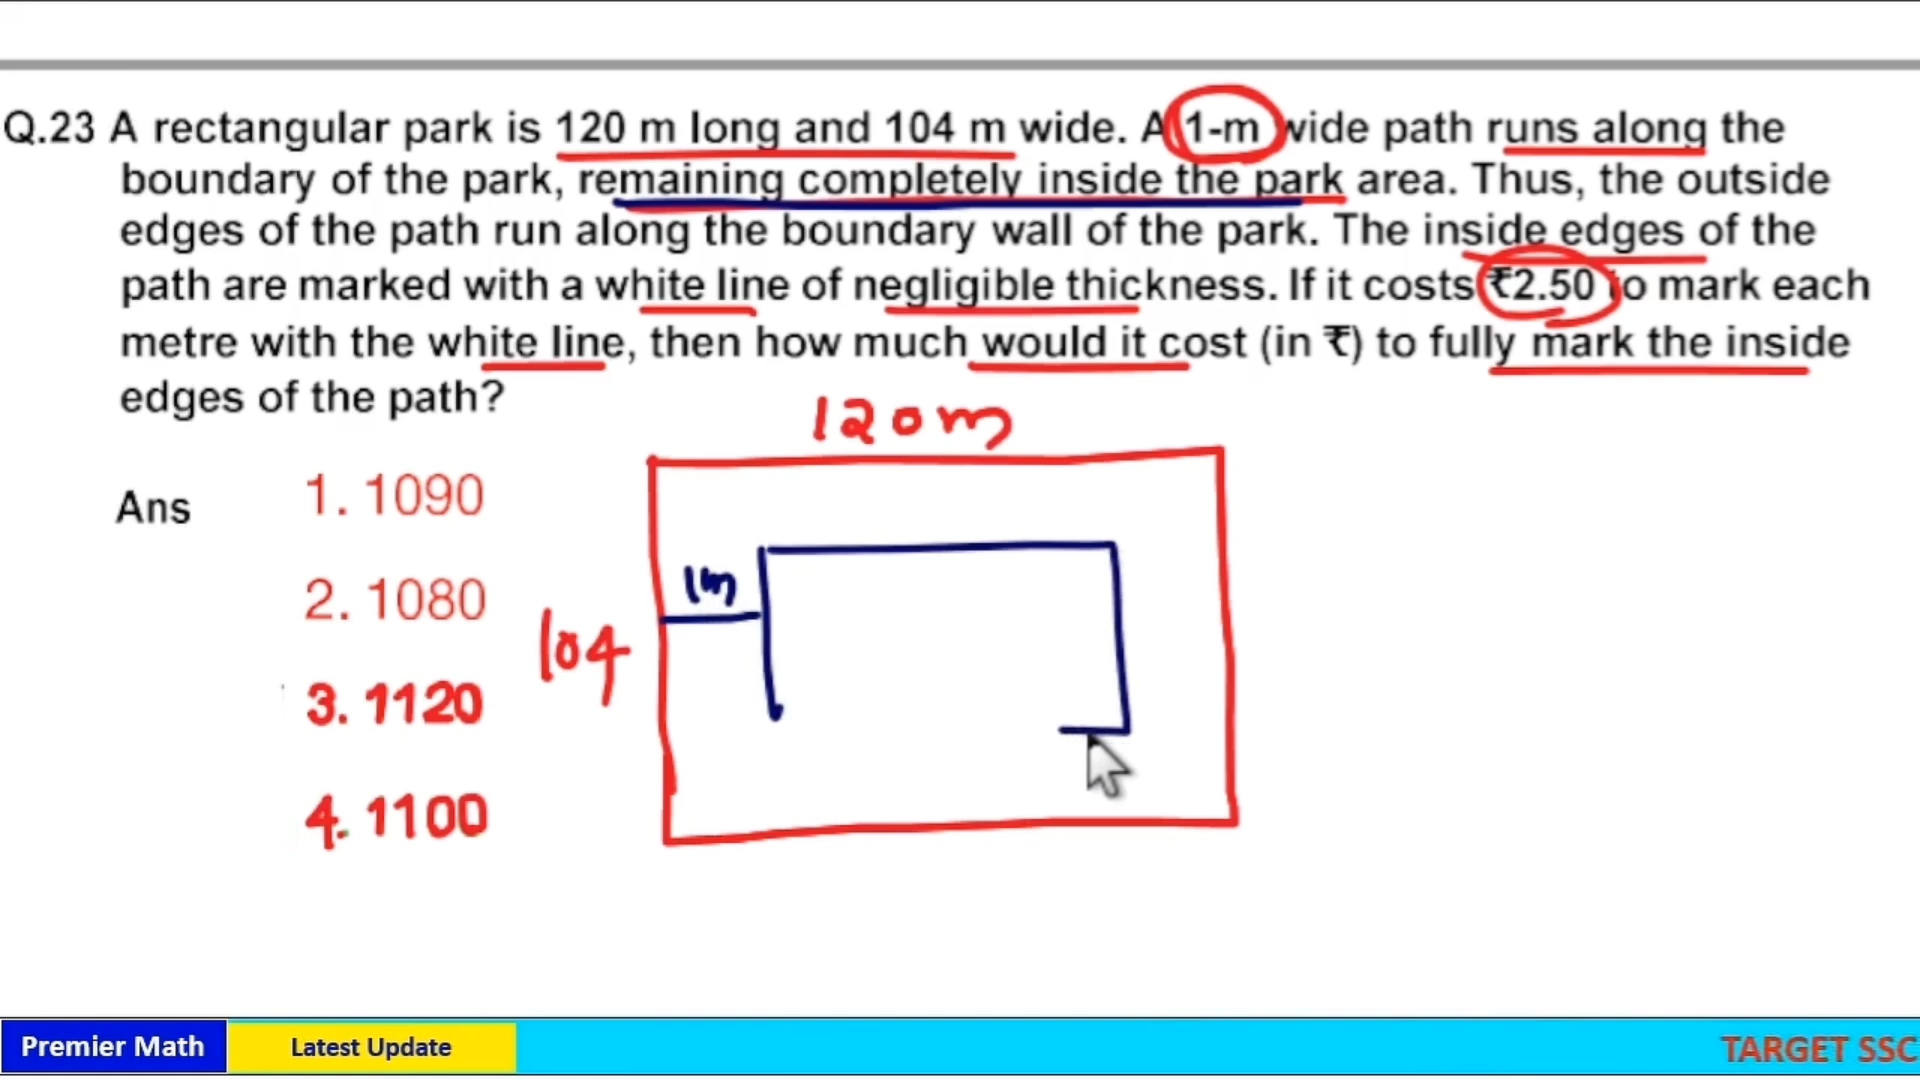 Q.23 A rectangular park is 120 m long and 104 m wide. A 1-m wide path runs along the
boundary of the park, remaining completely inside the park area. Thus, the outside
edges of the path run along the boundary wall of the park. The inside edges of the
path are marked with a white line of negligible thickness. If it costs ₹2.50 to mark each
metre with the white line, then how much would it cost (in ₹) to fully mark the inside
edges of the path?
120m
Ans
1. 1090
2. 1080
3. 1120
4. 1100
1m
104
Premier Math
Latest Update
TARGET SSC